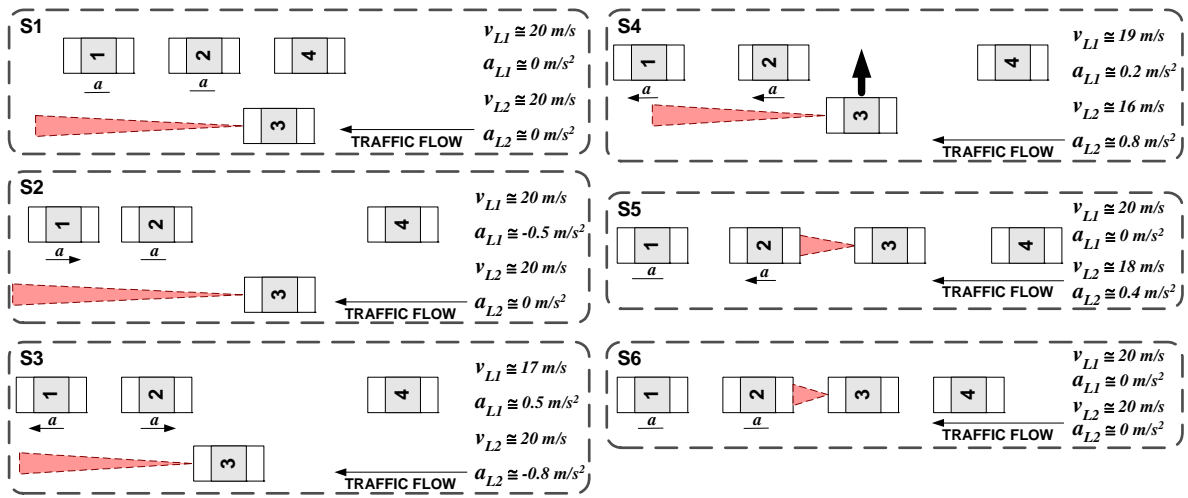 S1
v_L1 ≅ 20 m/s
1
2
4
a_L1 ≅ 0 m/s²
a
a
v_L2 ≅ 20 m/s
3
TRAFFIC FLOW
a_L2 ≅ 0 m/s²
S2
v_L1 ≅ 20 m/s
1
2
4
a_L1 ≅ -0.5 m/s²
a
a
v_L2 ≅ 20 m/s
3
TRAFFIC FLOW
a_L2 ≅ 0 m/s²
S3
v_L1 ≅ 17 m/s
1
2
4
a_L1 ≅ 0.5 m/s²
a
a
v_L2 ≅ 20 m/s
3
TRAFFIC FLOW
a_L2 ≅ -0.8 m/s²
S4
v_L1 ≅ 19 m/s
1
2
4
a_L1 ≅ 0.2 m/s²
a
a
v_L2 ≅ 16 m/s
3
TRAFFIC FLOW
a_L2 ≅ 0.8 m/s²
S5
v_L1 ≅ 20 m/s
1
2
3
4
a_L1 ≅ 0 m/s²
a
a
v_L2 ≅ 18 m/s
TRAFFIC FLOW
a_L2 ≅ 0.4 m/s²
S6
v_L1 ≅ 20 m/s
1
2
3
4
a_L1 ≅ 0 m/s²
a
a
v_L2 ≅ 20 m/s
TRAFFIC FLOW
a_L2 ≅ 0 m/s²